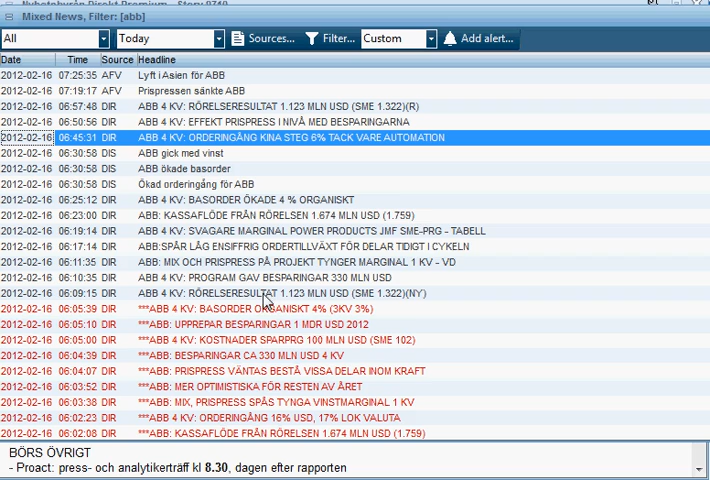 Nyhetsbyrån Direkt Premium - Story 9749
Mixed News, Filter: [abb]
All Today Sources... Filter... Custom Add alert...
Date Time Source Headline
2012-02-16 07:25:35 AFV Lyft i Asien för ABB
2012-02-16 07:19:17 AFV Prispressen sänkte ABB
2012-02-16 06:57:48 DIR ABB 4 KV: RÖRELSERESULTAT 1.123 MLN USD (SME 1.322)(R)
2012-02-16 06:50:56 DIR ABB 4 KV: EFFEKT PRISPRESS I NIVÅ MED BESPARINGARNA
2012-02-16 06:45:31 DIR ABB 4 KV: ORDERINGÅNG KINA STEG 6% TACK VARE AUTOMATION
2012-02-16 06:30:58 DIS ABB gick med vinst
2012-02-16 06:30:58 DIS ABB ökade basorder
2012-02-16 06:30:58 DIS Ökad orderingång för ABB
2012-02-16 06:25:12 DIR ABB 4 KV: BASORDER ÖKADE 4 % ORGANISKT
2012-02-16 06:23:00 DIR ABB: KASSAFLÖDE FRÅN RÖRELSEN 1.674 MLN USD (1.759)
2012-02-16 06:19:14 DIR ABB 4 KV: SVAGARE MARGINAL POWER PRODUCTS JMF SME-PRG - TABELL
2012-02-16 06:17:14 DIR ABB:SPÅR LÅG ENSIFFRIG ORDERTILLVÄXT FÖR DELAR TIDIGT I CYKELN
2012-02-16 06:11:35 DIR ABB: MIX OCH PRISPRESS PÅ PROJEKT TYNGER MARGINAL 1 KV - VD
2012-02-16 06:10:35 DIR ABB 4 KV: PROGRAM GAV BESPARINGAR 330 MLN USD
2012-02-16 06:09:15 DIR ABB 4 KV: RÖRELSERESULTAT 1.123 MLN USD (SME 1.322)(NY)
2012-02-16 06:05:39 DIR ***ABB 4 KV: BASORDER ORGANISKT 4% (3KV 3%)
2012-02-16 06:05:10 DIR ***ABB: UPPREPAR BESPARINGAR 1 MDR USD 2012
2012-02-16 06:05:00 DIR ***ABB 4 KV: KOSTNADER SPARPRG 100 MLN USD (SME 102)
2012-02-16 06:04:39 DIR ***ABB: BESPARINGAR CA 330 MLN USD 4 KV
2012-02-16 06:04:07 DIR ***ABB: PRISPRESS VÄNTAS BESTÅ VISSA DELAR INOM KRAFT
2012-02-16 06:03:52 DIR ***ABB: MER OPTIMISTISKA FÖR RESTEN AV ÅRET
2012-02-16 06:03:38 DIR ***ABB: MIX, PRISPRESS SPÅS TYNGA VINSTMARGINAL 1 KV
2012-02-16 06:02:23 DIR ***ABB 4 KV: ORDERINGÅNG 16% USD, 17% LOK VALUTA
2012-02-16 06:02:08 DIR ***ABB: KASSAFLÖDE FRÅN RÖRELSEN 1.674 MLN USD (1.759)
BÖRS ÖVRIGT
- Proact: press- och analytikerträff kl 8.30, dagen efter rapporten